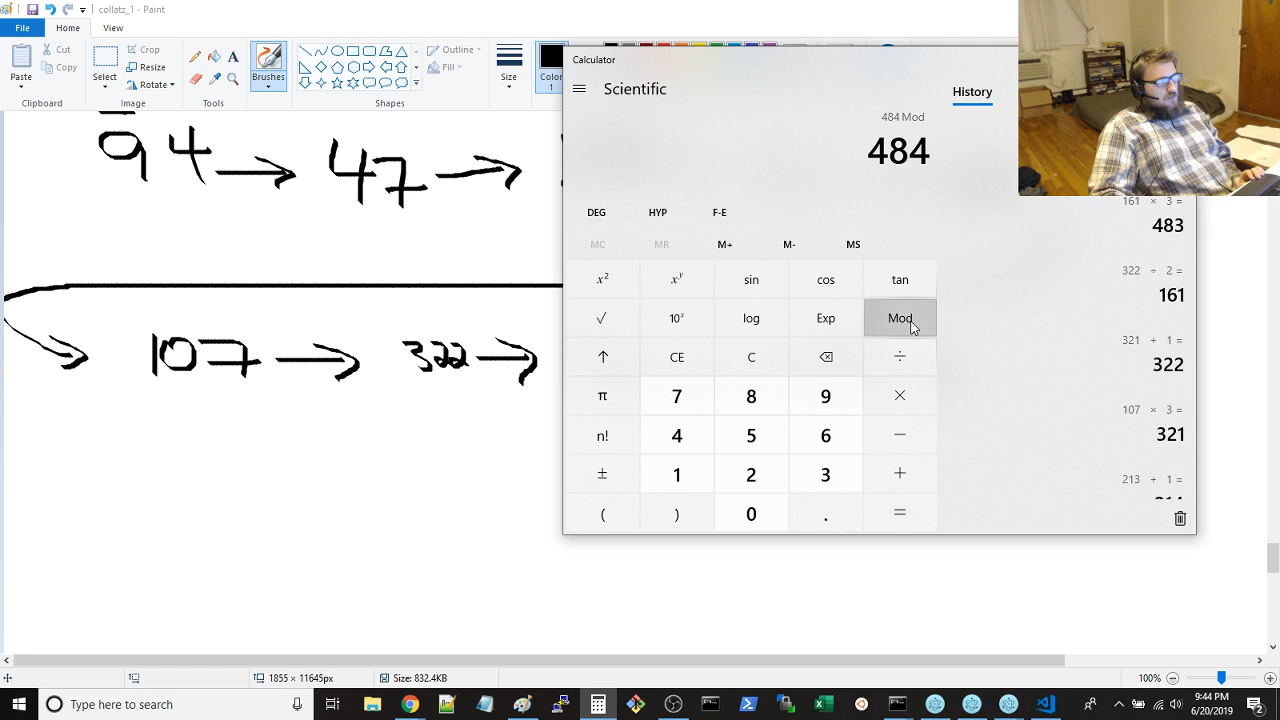 collatz_1 - Paint
File Home View
Paste Cut Copy Clipboard
Select Crop Resize Rotate Image
Tools
Brushes
Outline Fill Shapes
Size
Color 1
94 → 47 →
107 → 322 →
Calculator
Scientific
History
484 Mod
484
DEG HYP F-E
MC MR M+ M- MS
x² xʸ sin cos tan
√ 10ˣ log Exp Mod
↑ CE C ÷
π 7 8 9 ×
n! 4 5 6 −
± 1 2 3 +
( ) 0 . =
161 × 3 =
483
322 ÷ 2 =
161
321 + 1 =
322
107 × 3 =
321
213 + 1 =
1855 × 11645px Size: 832.4KB 100%
Type here to search
9:44 PM
6/20/2019